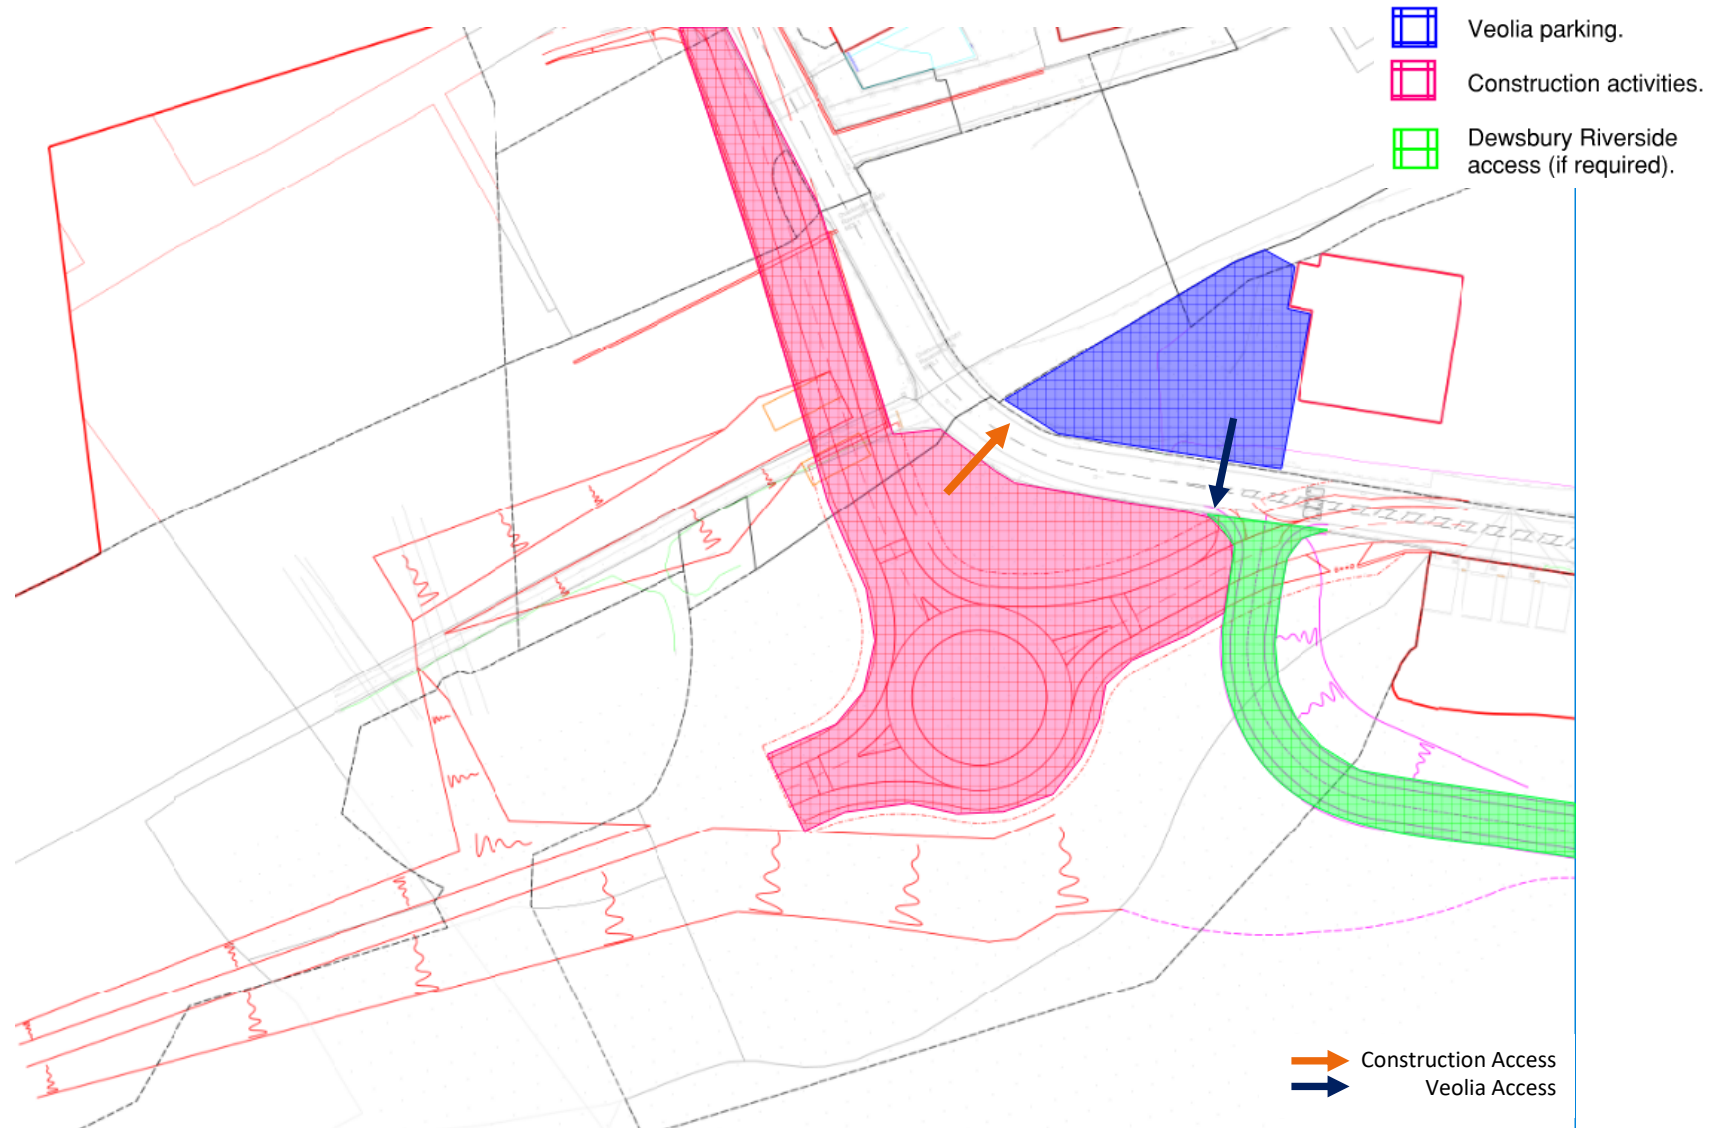 Veolia parking.
Construction activities.
Dewsbury Riverside
access (if required).
Construction Access
Veolia Access